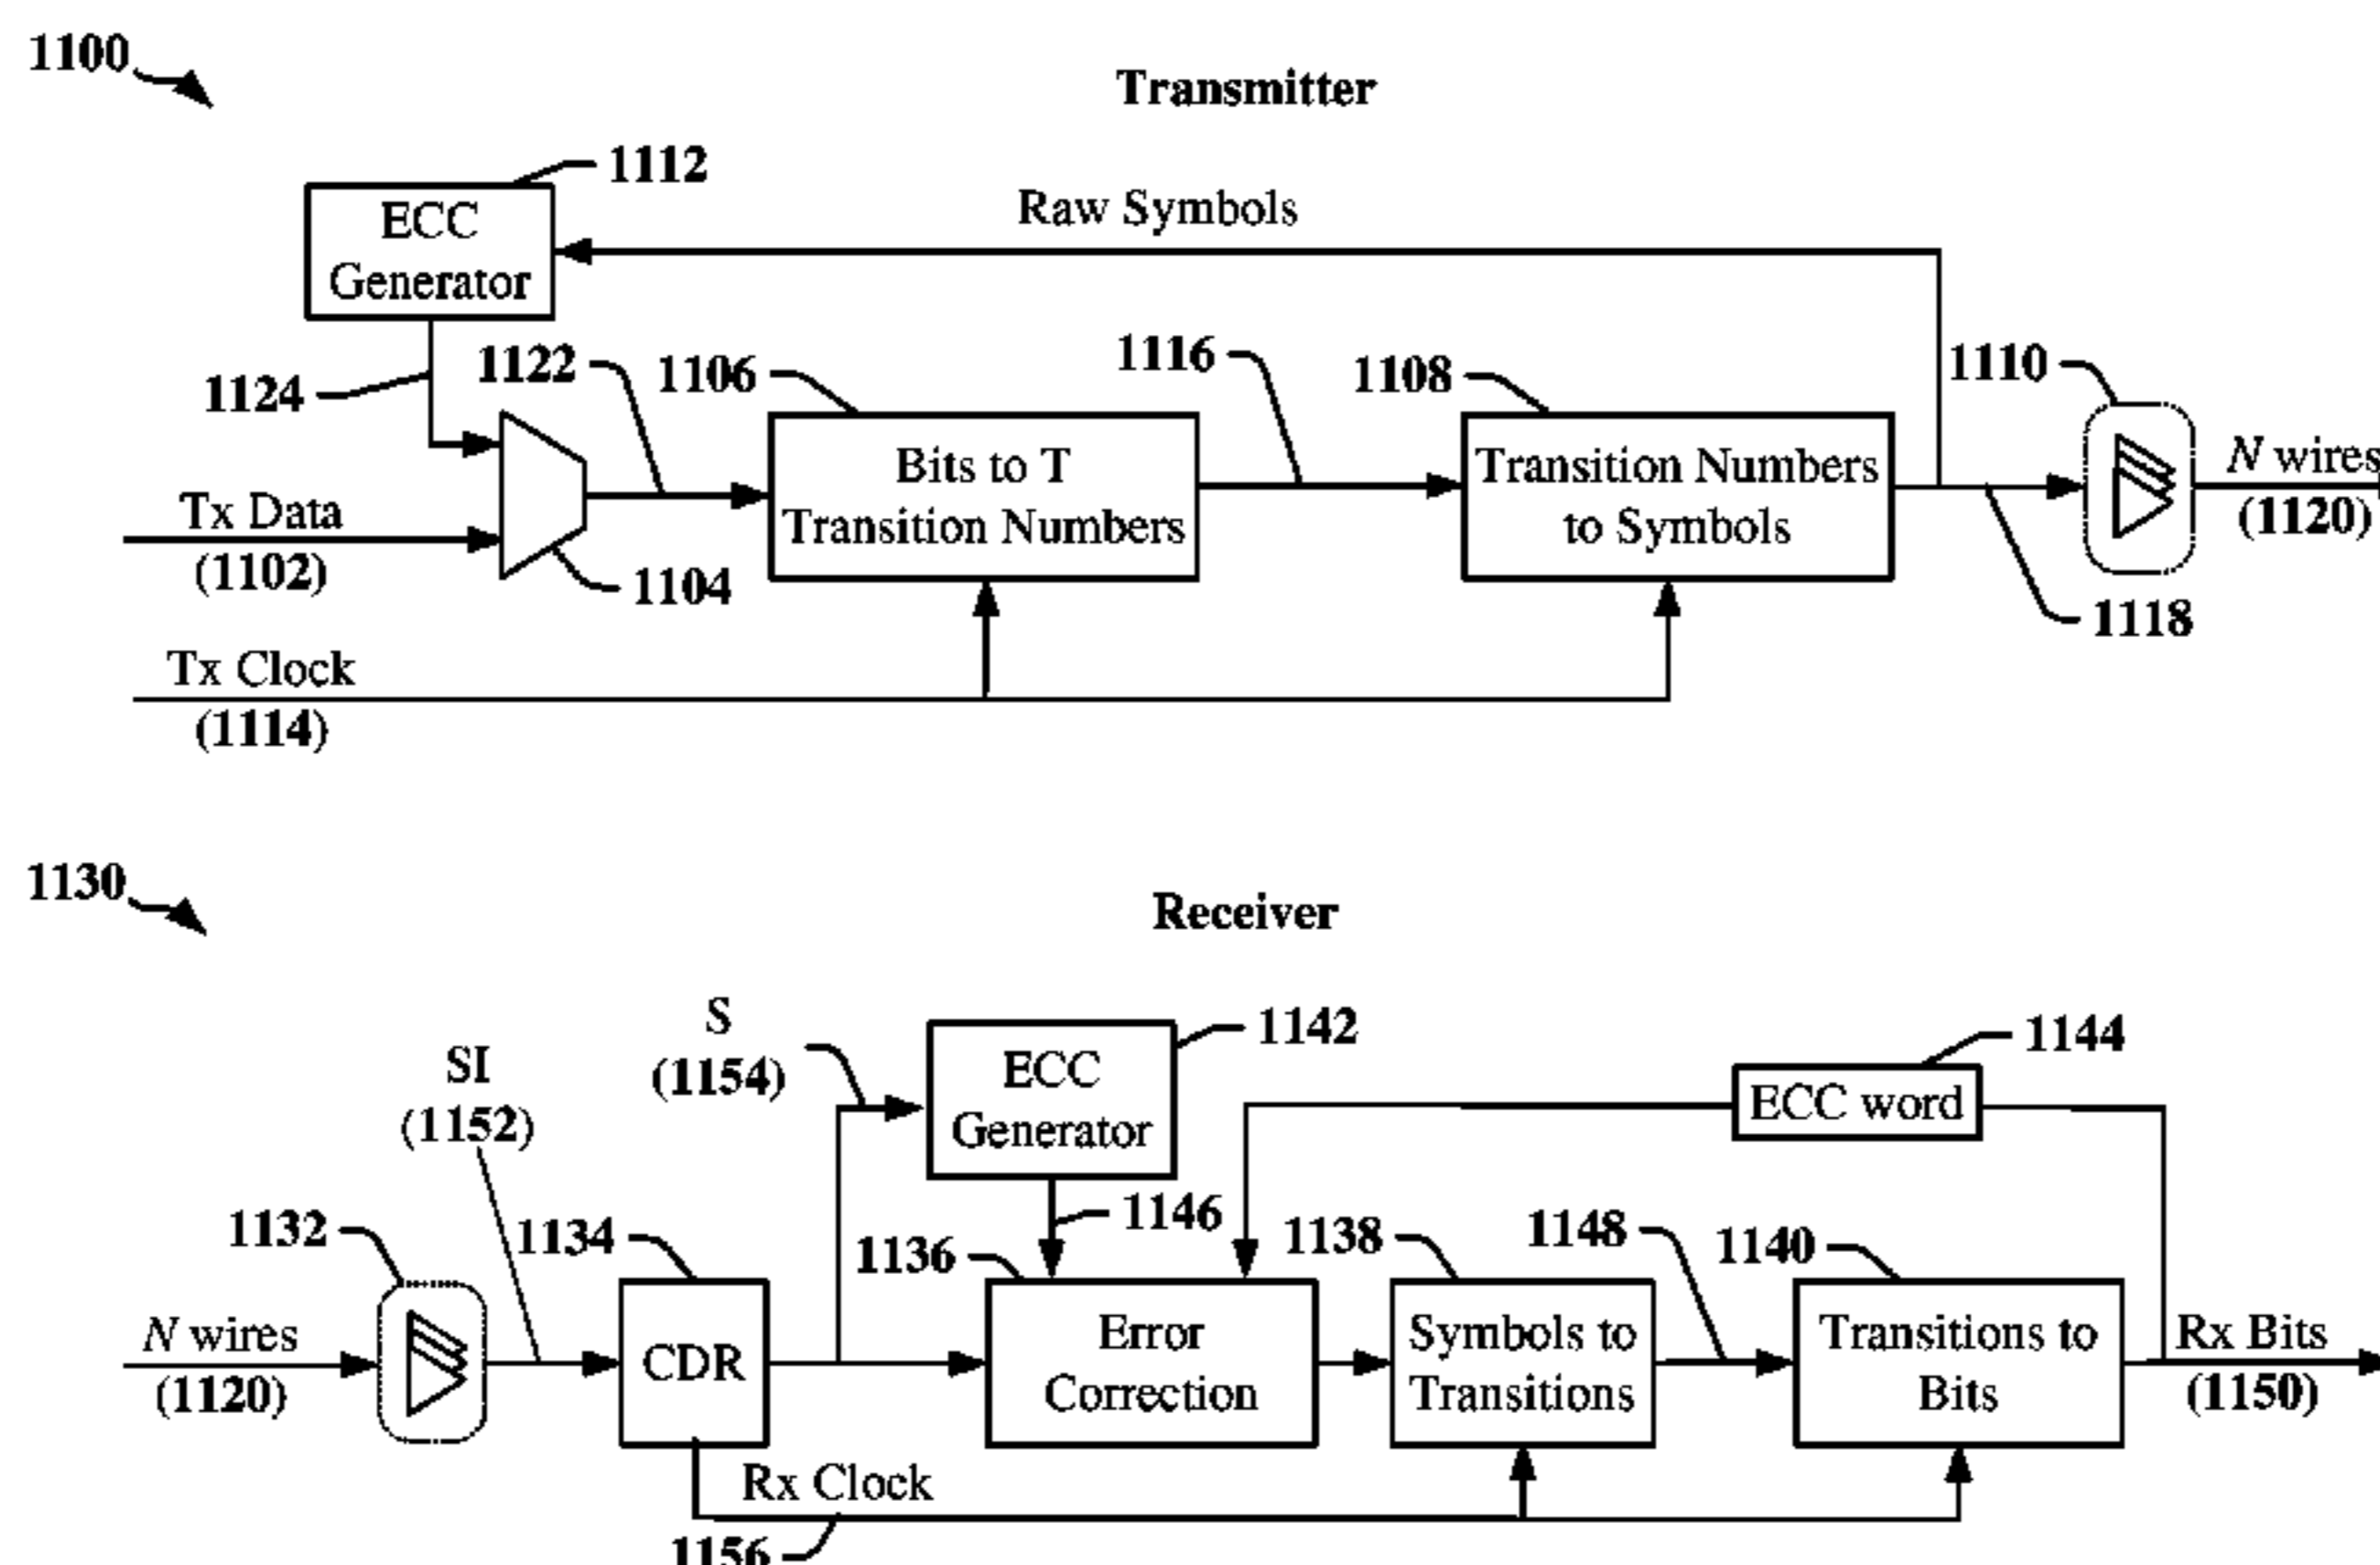 1100
Transmitter
1112
ECC
Generator
Raw Symbols
1124
1122
1106
1116
1108
1110
Bits to T
Transition Numbers
Transition Numbers
to Symbols
N wires
(1120)
Tx Data
(1102)
1104
1118
Tx Clock
(1114)
1130
Receiver
S
(1154)
ECC
Generator
1142
1144
ECC word
SI
(1152)
1132
1134
1146
1136
1138
1148
1140
N wires
(1120)
CDR
Error
Correction
Symbols to
Transitions
Transitions to
Bits
Rx Bits
(1150)
Rx Clock
1156